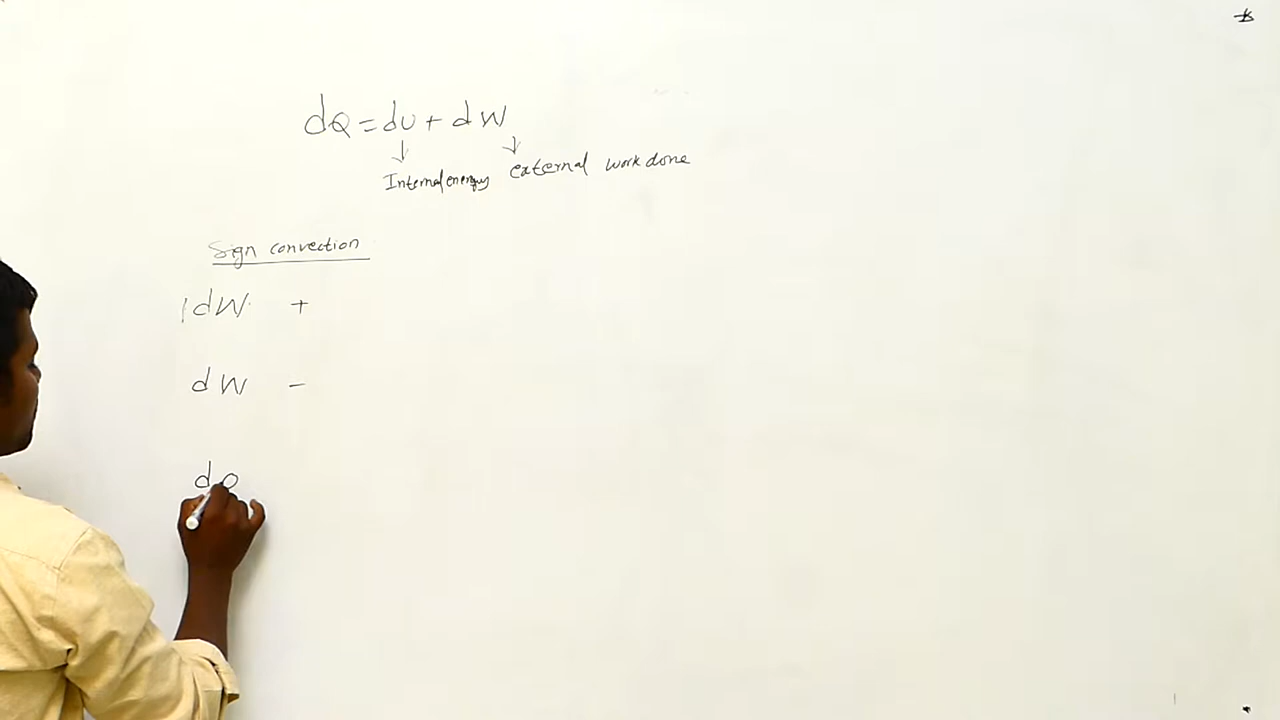 dQ = dU + dW
↓ ↓
Internal energy external work done
Sign convection
dW +
dW -
dQ